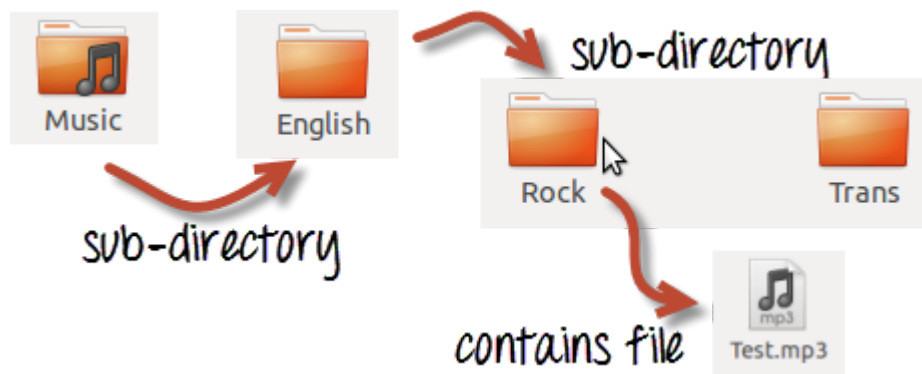 Music
English
sub-directory
sub-directory
Rock
Trans
contains file
mp3
Test.mp3